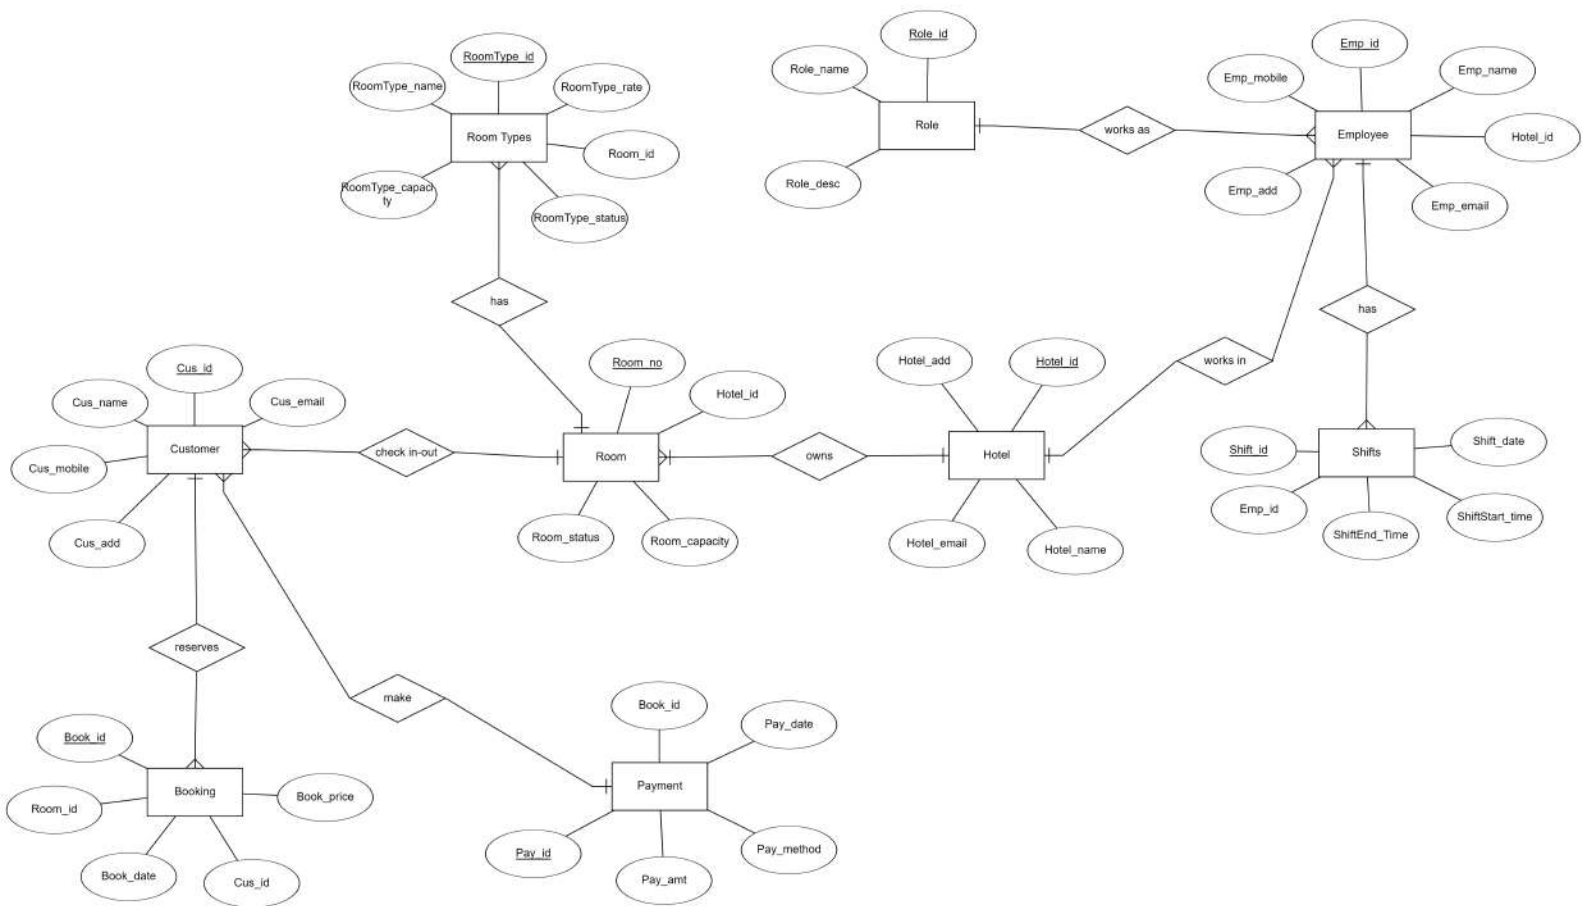 Role_id
Emp_id
RoomType_id
Role_name
Emp_mobile
Emp_name
RoomType_name
RoomType_rate
Room Types
Role
works as
Employee
Hotel_id
Room_id
Role_desc
Emp_add
Emp_email
RoomType_capaci
ty
RoomType_status
has
has
Cus_id
Room_no
Hotel_add
Hotel_id
works in
Cus_name
Cus_email
Hotel_id
Customer
check in-out
Room
owns
Hotel
Shift_id
Shifts
Shift_date
Cus_mobile
Emp_id
ShiftStart_time
ShiftEnd_Time
Cus_add
Room_status
Room_capacity
Hotel_email
Hotel_name
reserves
make
Book_id
Pay_date
Book_id
Booking
Payment
Room_id
Book_price
Pay_id
Pay_method
Book_date
Cus_id
Pay_amt